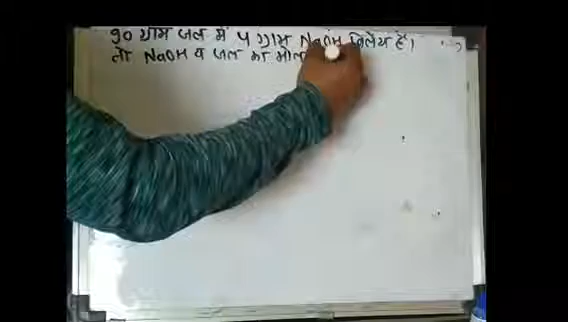 90 ग्राम जल में 4 ग्राम NaOH विलेय है।
तो NaOH व जल का मोल